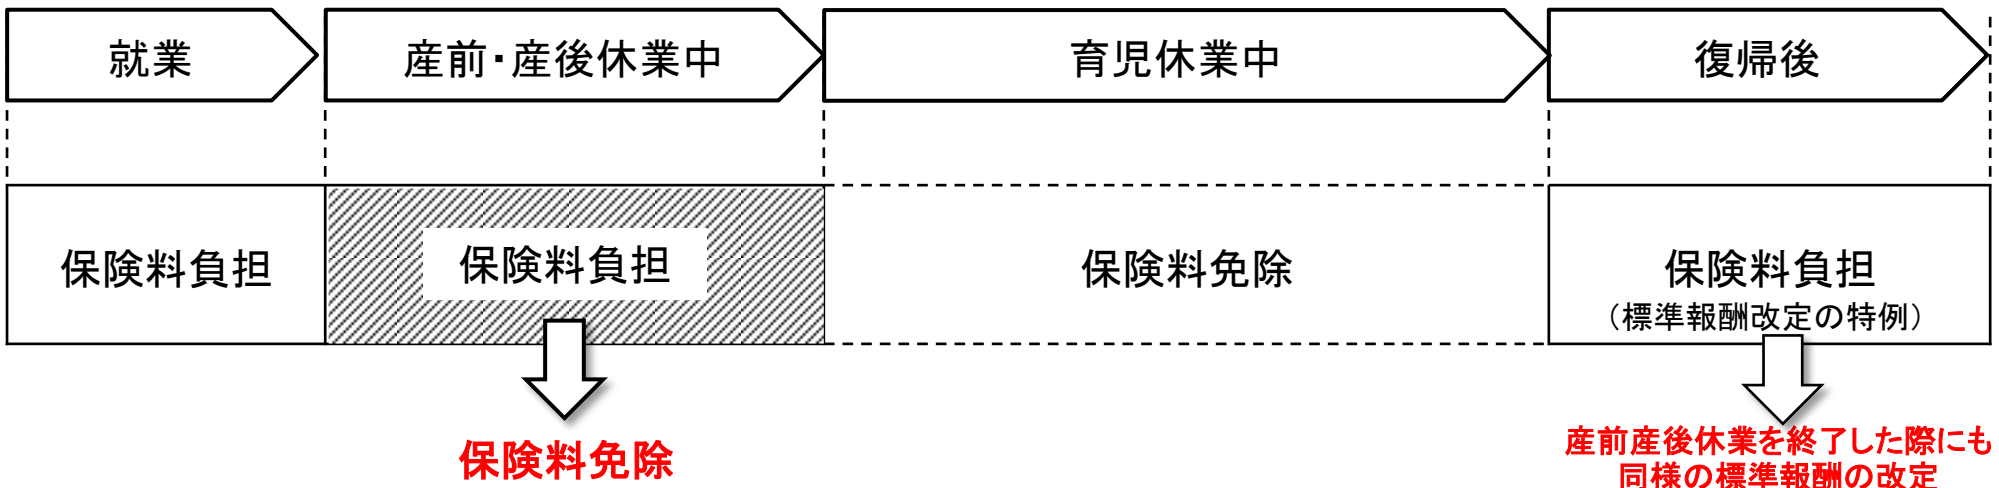 就業
産前・産後休業中
育児休業中
復帰後
保険料負担
保険料負担
保険料免除
保険料負担
（標準報酬改定の特例）
保険料免除
産前産後休業を終了した際にも
同様の標準報酬の改定